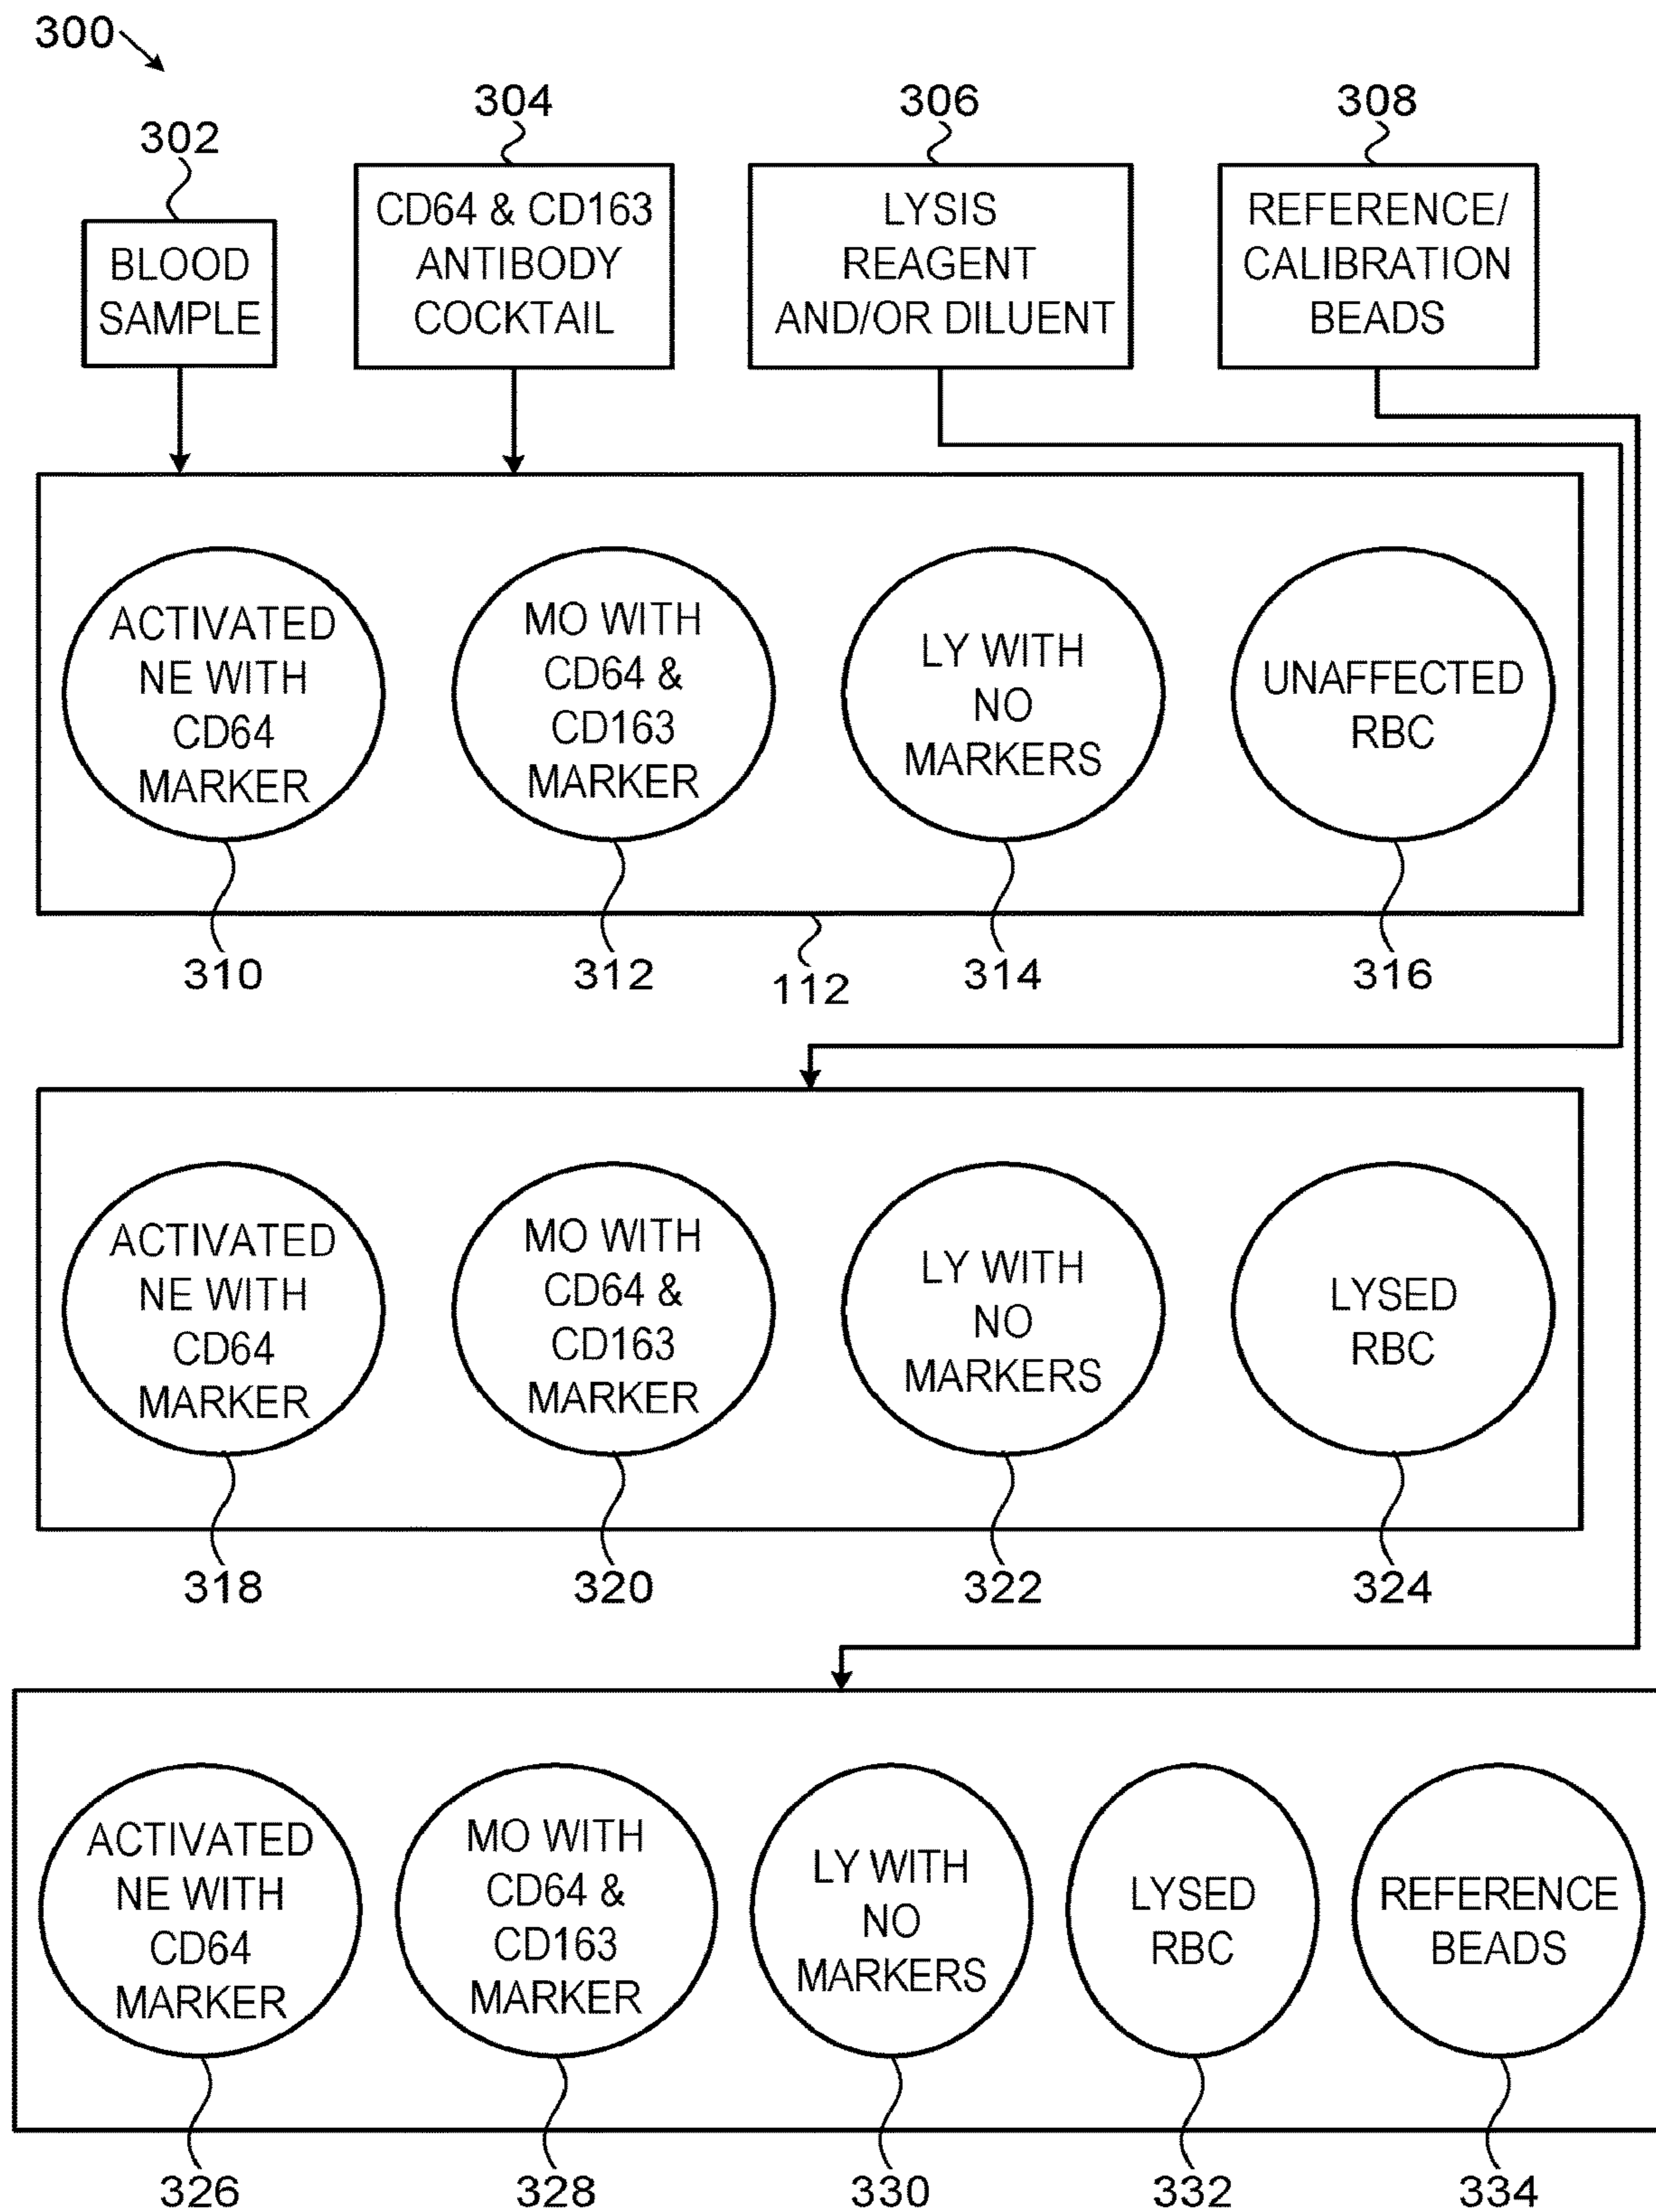 300
302
304
306
308
BLOOD
SAMPLE
CD64 & CD163
ANTIBODY
COCKTAIL
LYSIS
REAGENT
AND/OR DILUENT
REFERENCE/
CALIBRATION
BEADS
ACTIVATED
NE WITH
CD64
MARKER
MO WITH
CD64 &
CD163
MARKER
LY WITH
NO
MARKERS
UNAFFECTED
RBC
310
312
112
314
316
ACTIVATED
NE WITH
CD64
MARKER
MO WITH
CD64 &
CD163
MARKER
LY WITH
NO
MARKERS
LYSED
RBC
318
320
322
324
ACTIVATED
NE WITH
CD64
MARKER
MO WITH
CD64 &
CD163
MARKER
LY WITH
NO
MARKERS
LYSED
RBC
REFERENCE
BEADS
326
328
330
332
334